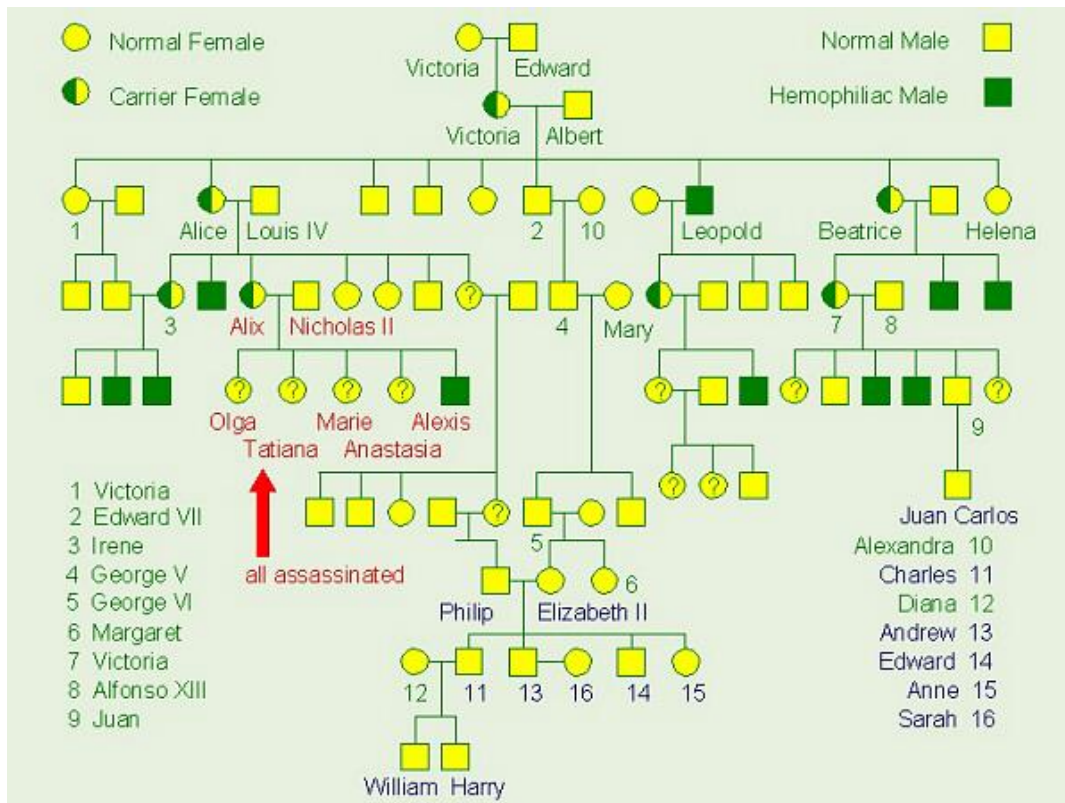 Normal Female
Normal Male
Victoria Edward
Carrier Female
Hemophiliac Male
Victoria Albert
1 Alice Louis IV 2 10 Leopold Beatrice Helena
3 Alix Nicholas II 4 Mary 7 8
? ? ? ? ? ? ? ?
Olga Marie Alexis 9
Tatiana Anastasia
? ? ?
1 Victoria
2 Edward VII
3 Irene
4 George V
5 George VI
6 Margaret
7 Victoria
8 Alfonso XIII
9 Juan
all assassinated
5
Philip Elizabeth II 6
12 11 13 16 14 15
William Harry
Juan Carlos
Alexandra 10
Charles 11
Diana 12
Andrew 13
Edward 14
Anne 15
Sarah 16